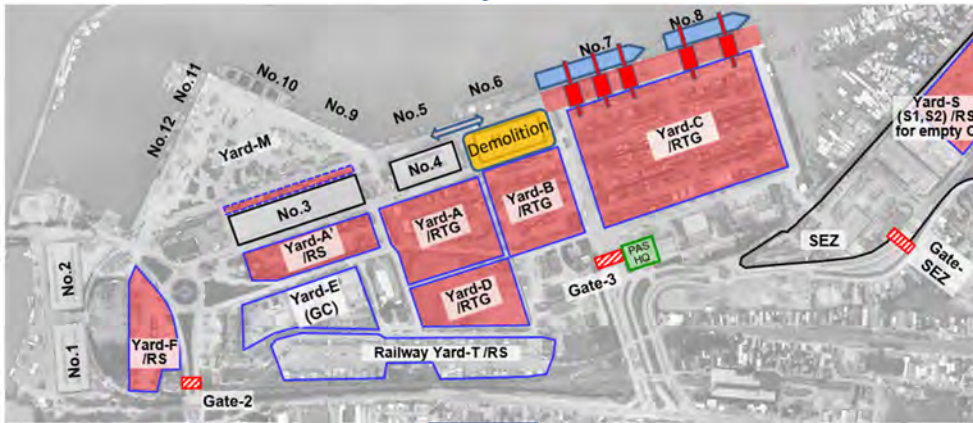 No.11
No.10
No.12
No.9
No.5
No.6
No.7
No.8
Yard-M
No.4
Demolition
Yard-C
/RTG
Yard-S
(S1,S2) /RS
for empty C
No.3
Yard-A'
/RS
Yard-A
/RTG
Yard-B
/RTG
No.2
No.1
Yard-F
/RS
Yard-E
(GC)
Yard-D
/RTG
Gate-3
PAS
HQ
SEZ
Gate-
SEZ
Railway Yard-T /RS
Gate-2